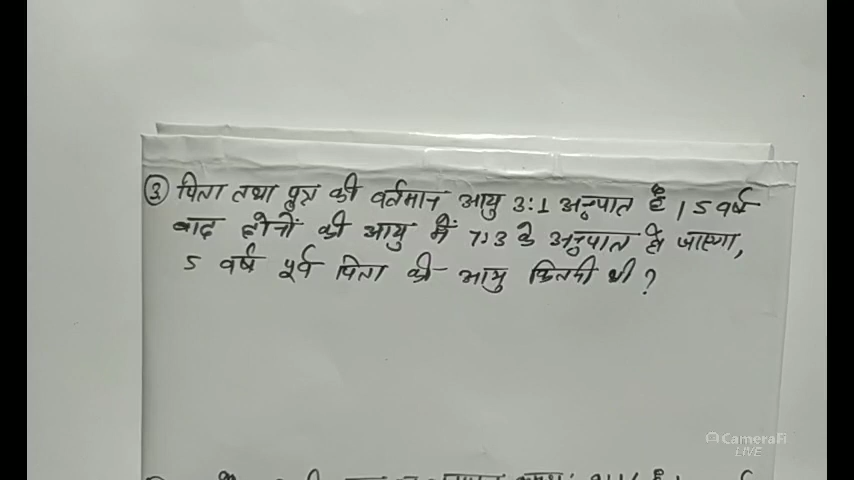 ③ पिता तथा पुत्र की वर्तमान आयु 3:1 अनुपात है । 5 वर्ष
बाद दोनों की आयु में 7:3 के अनुपात हो जाएगा,
5 वर्ष पूर्व पिता की आयु कितनी थी ?
CameraFi
LIVE